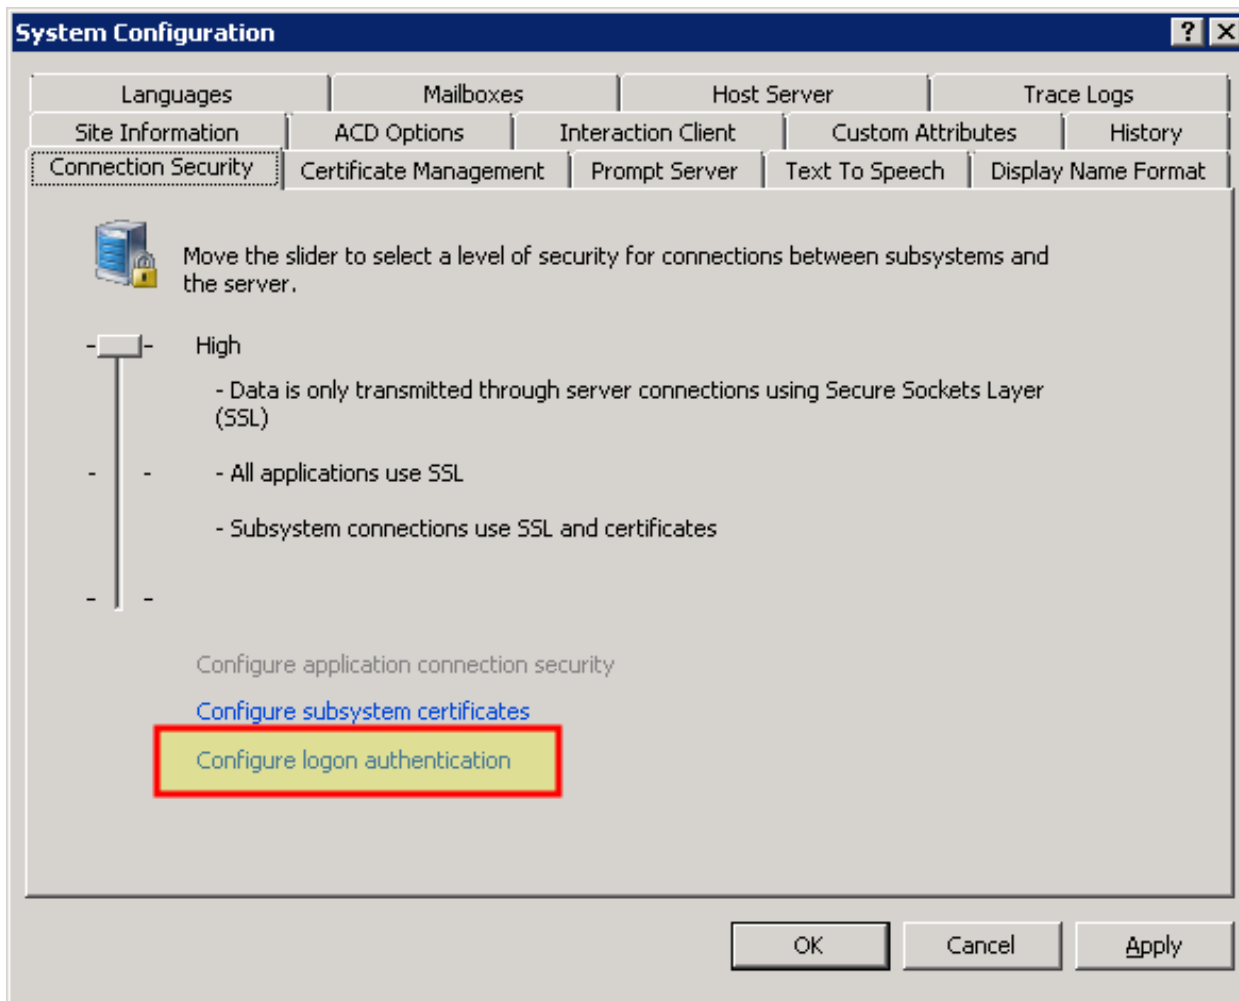 System Configuration
Languages Mailboxes Host Server Trace Logs
Site Information ACD Options Interaction Client Custom Attributes History
Connection Security Certificate Management Prompt Server Text To Speech Display Name Format
Move the slider to select a level of security for connections between subsystems and
the server.
High
- Data is only transmitted through server connections using Secure Sockets Layer
(SSL)
- All applications use SSL
- Subsystem connections use SSL and certificates
Configure application connection security
Configure subsystem certificates
Configure logon authentication
OK Cancel Apply